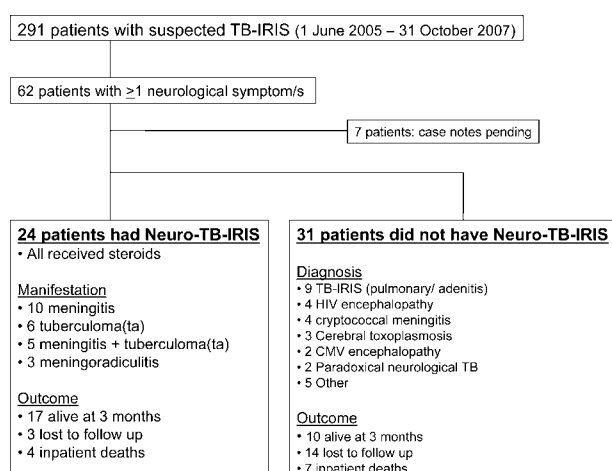 291 patients with suspected TB-IRIS (1 June 2005 – 31 October 2007)
62 patients with ≥1 neurological symptom/s
7 patients: case notes pending
24 patients had Neuro-TB-IRIS
• All received steroids
Manifestation
• 10 meningitis
• 6 tuberculoma(ta)
• 5 meningitis + tuberculoma(ta)
• 3 meningoradiculitis
Outcome
• 17 alive at 3 months
• 3 lost to follow up
• 4 inpatient deaths
31 patients did not have Neuro-TB-IRIS
Diagnosis
• 9 TB-IRIS (pulmonary/ adenitis)
• 4 HIV encephalopathy
• 4 cryptococcal meningitis
• 3 Cerebral toxoplasmosis
• 2 CMV encephalopathy
• 2 Paradoxical neurological TB
• 5 Other
Outcome
• 10 alive at 3 months
• 14 lost to follow up
• 7 inpatient deaths